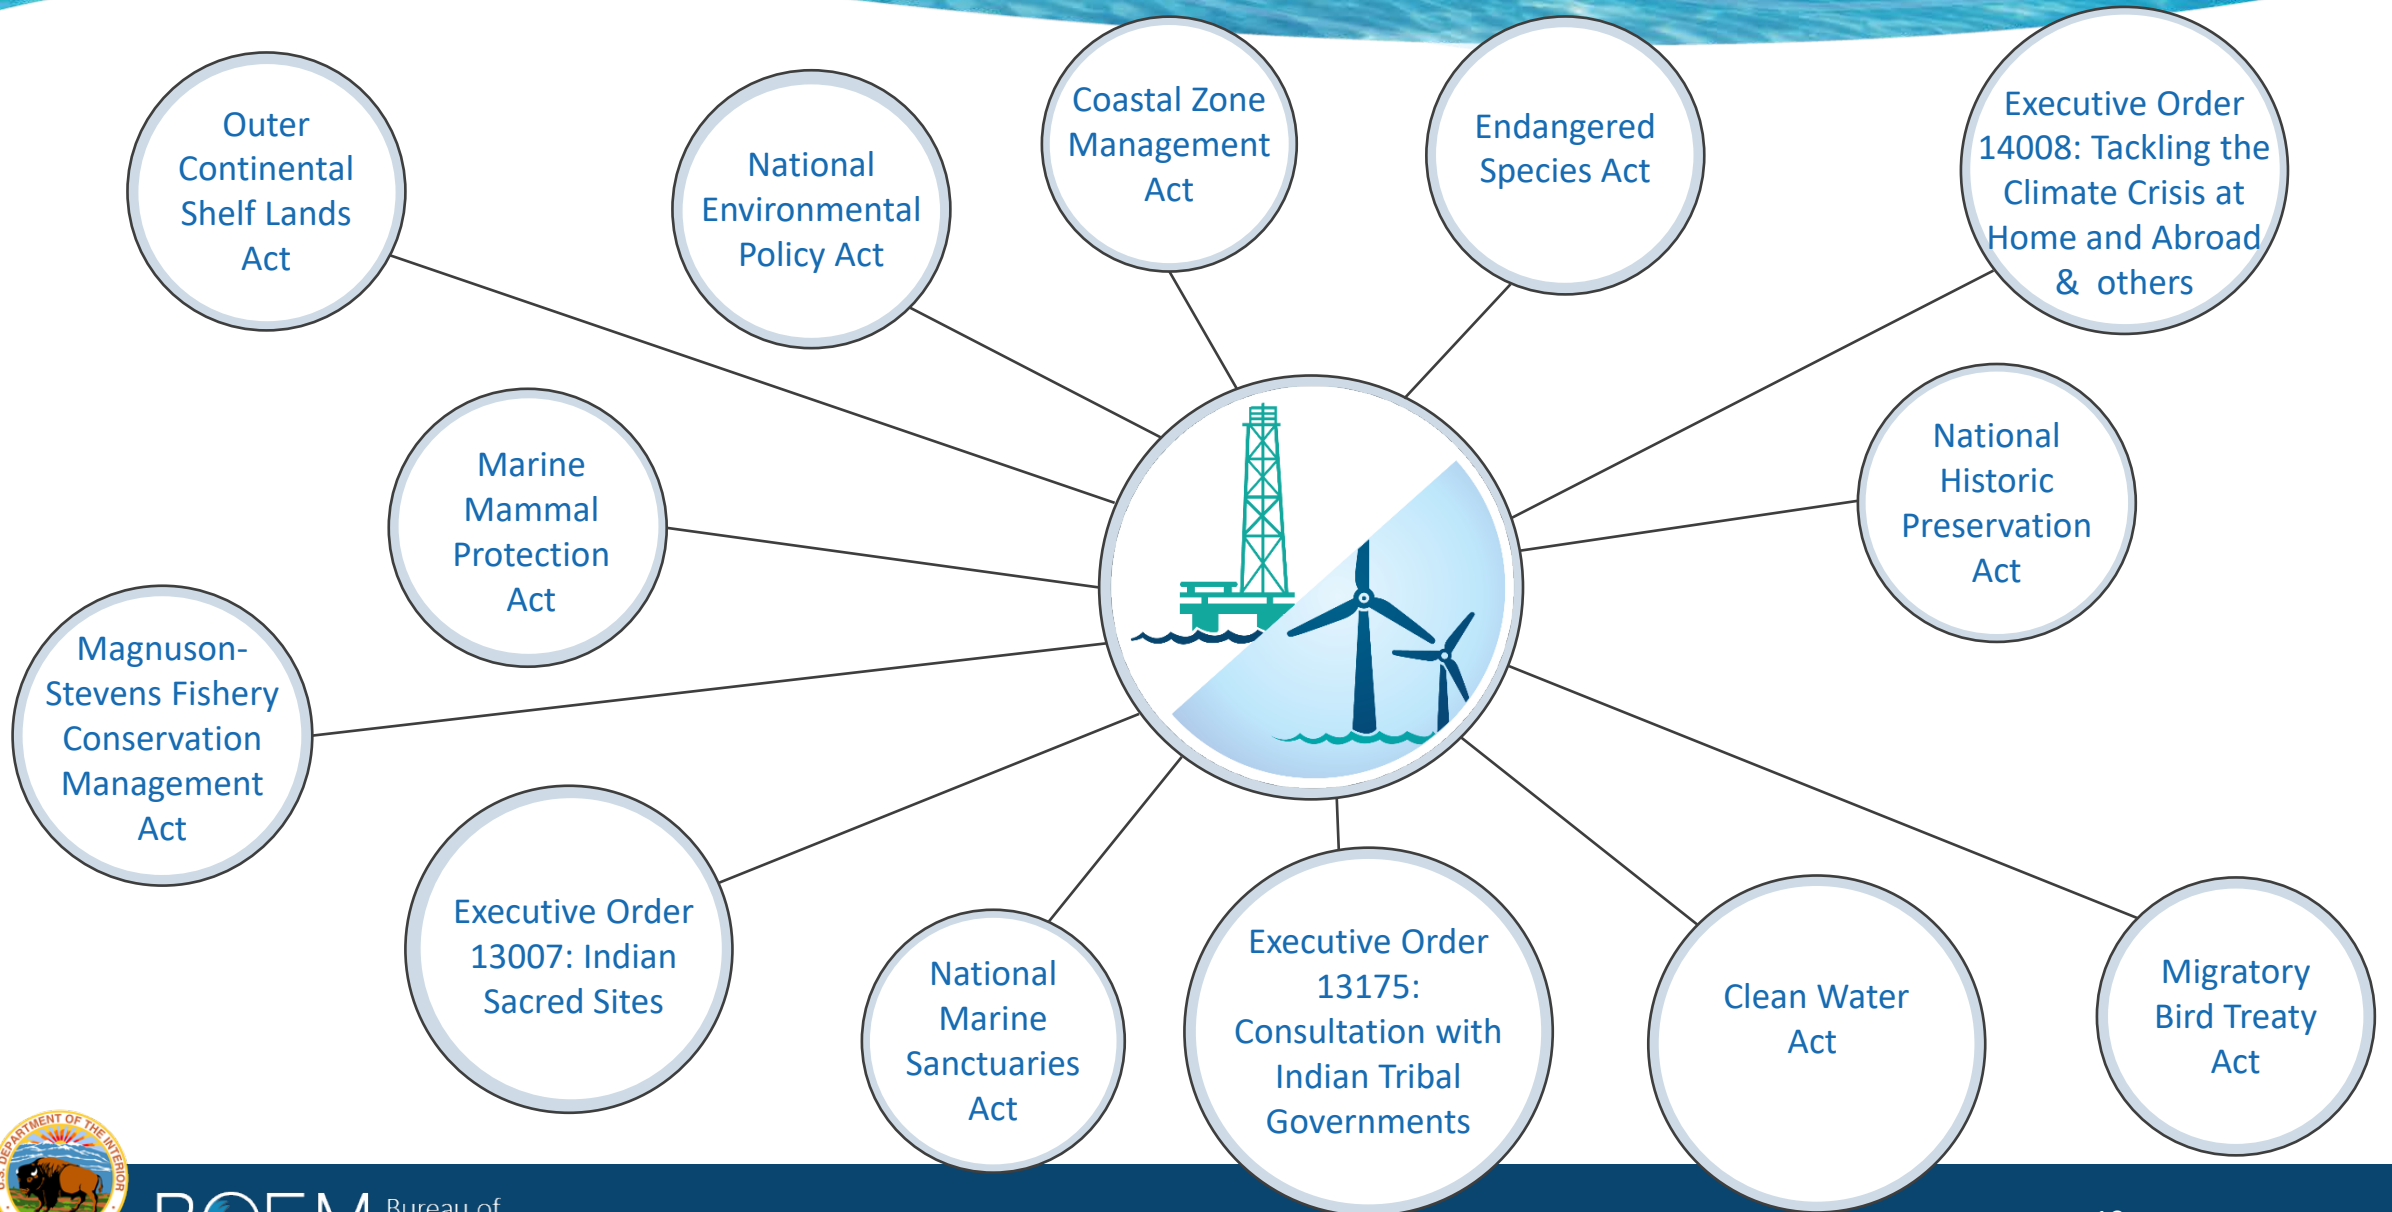 Outer
Continental
Shelf Lands
Act
National
Environmental
Policy Act
Coastal Zone
Management
Act
Endangered
Species Act
Executive Order
14008: Tackling the
Climate Crisis at
Home and Abroad
& others
Marine
Mammal
Protection
Act
National
Historic
Preservation
Act
Magnuson-
Stevens Fishery
Conservation
Management
Act
Executive Order
13007: Indian
Sacred Sites
National
Marine
Sanctuaries
Act
Executive Order
13175:
Consultation with
Indian Tribal
Governments
Clean Water
Act
Migratory
Bird Treaty
Act
U.S. DEPARTMENT OF THE INTERIOR
BOEM
Bureau of